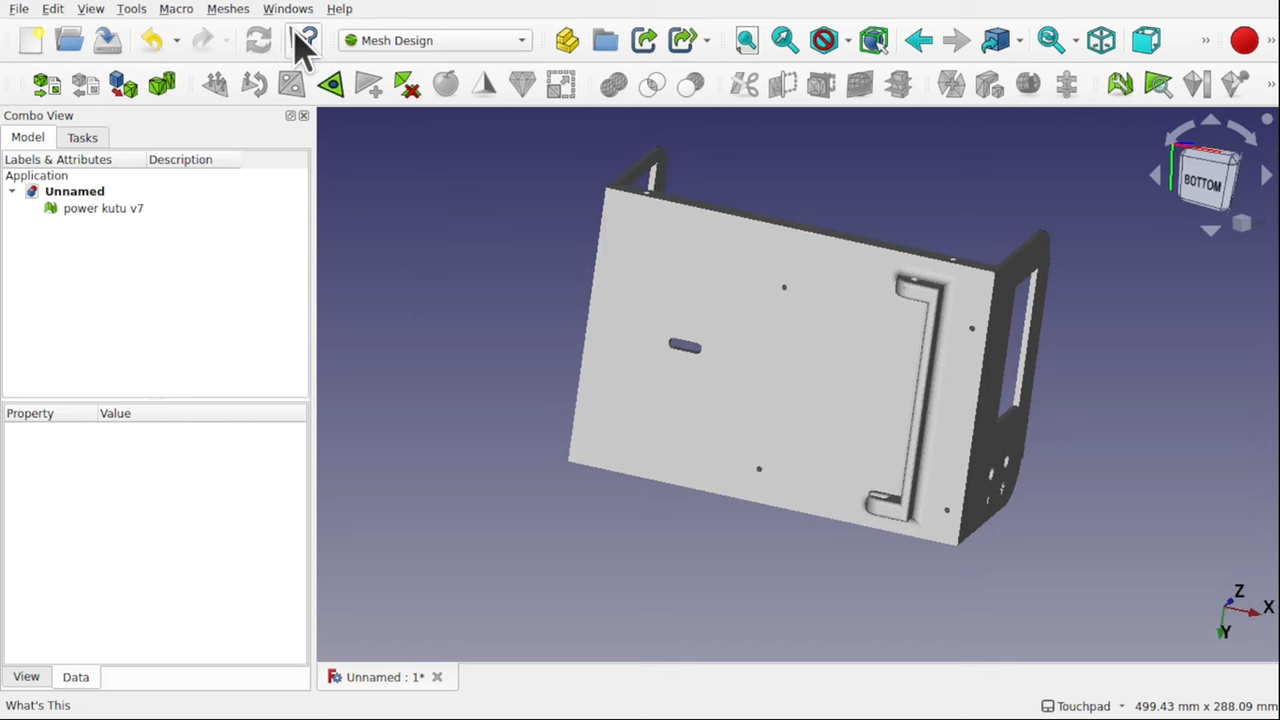 File Edit View Tools Macro Meshes Windows Help
Mesh Design
Combo View
Model Tasks
Labels & Attributes Description
Application
Unnamed
power kutu v7
BOTTOM
Property Value
Z
X
Y
View Data
Unnamed : 1*
What's This
Touchpad 499.43 mm x 288.09 mm